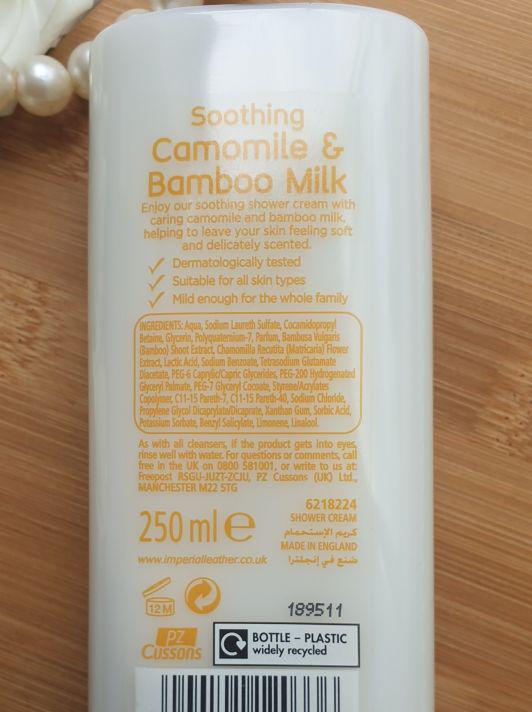 Soothing
Camomile &
Bamboo Milk
Enjoy our soothing shower cream with
caring camomile and bamboo milk,
helping to leave your skin feeling soft
and delicately scented.
Dermatologically tested
Suitable for all skin types
Mild enough for the whole family
INGREDIENTS: Aqua, Sodium Laureth Sulfate, Cocamidopropyl
Betaine, Glycerin, Polyquaternium-7, Parfum, Bambusa Vulgaris
(Bamboo) Shoot Extract, Chamomilla Recutita (Matricaria) Flower
Extract, Lactic Acid, Sodium Benzoate, Tetrasodium Glutamate
Diacetate, PEG-6 Caprylic/Capric Glycerides, PEG-200 Hydrogenated
Glyceryl Palmate, PEG-7 Glyceryl Cocoate, Styrene/Acrylates
Copolymer, C11-15 Pareth-7, C11-15 Pareth-40, Sodium Chloride,
Propylene Glycol Dicaprylate/Dicaprate, Xanthan Gum, Sorbic Acid,
Potassium Sorbate, Benzyl Salicylate, Limonene, Linalool.
As with all cleansers, if the product gets into eyes,
rinse well with water. For questions or comments, call
free in the UK on 0800 581001, or write to us at:
Freepost RSGU-JUZT-ZCJU, PZ Cussons (UK) Ltd.,
MANCHESTER M22 5TG
6218224
250 ml e
SHOWER CREAM
كريم الإستحمام
www.imperialleather.co.uk
MADE IN ENGLAND
صنع في إنجلترا
12M
189511
PZ
Cussons
BOTTLE – PLASTIC
widely recycled